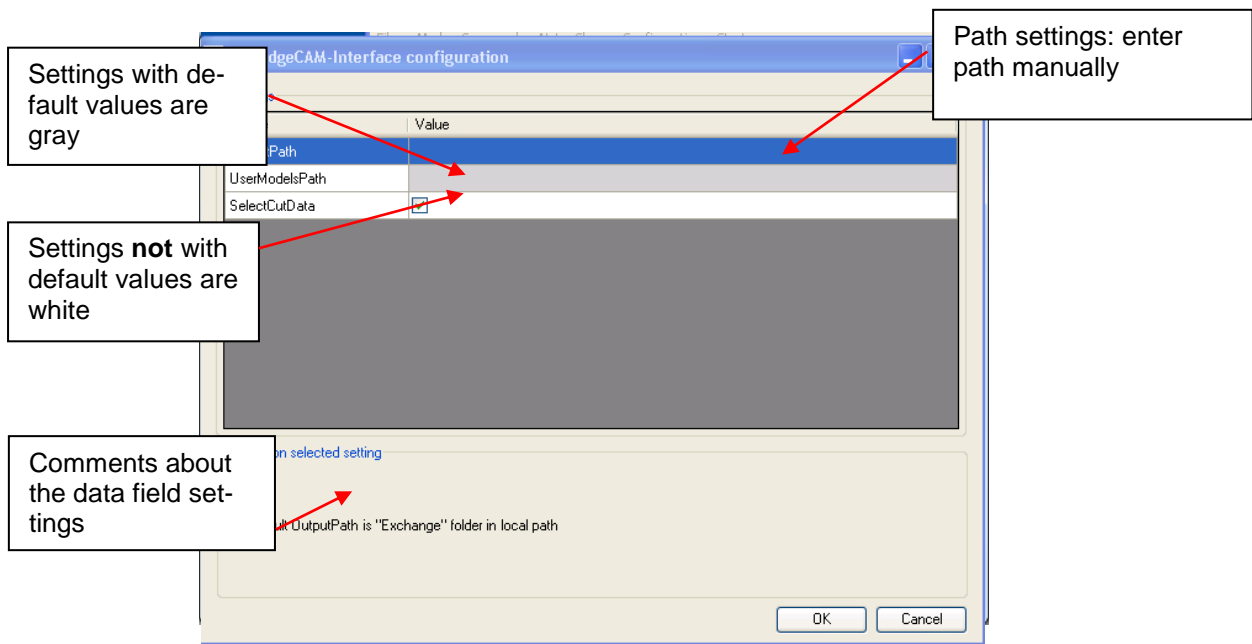 Path settings: enter
path manually
Settings with de-
fault values are
gray
dgeCAM-Interface configuration
Value
Path
UserModelsPath
SelectCutData
Settings not with
default values are
white
Comments about
the data field set-
tings
on selected setting
OutputPath is "Exchange" folder in local path
OK Cancel